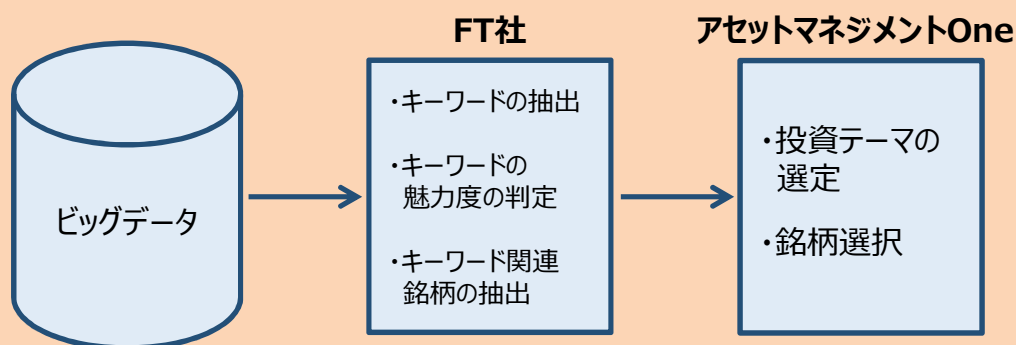 FT社
アセットマネジメントOne
ビッグデータ
・キーワードの抽出
・キーワードの
魅力度の判定
・キーワード関連
銘柄の抽出
・投資テーマの
選定
・銘柄選択